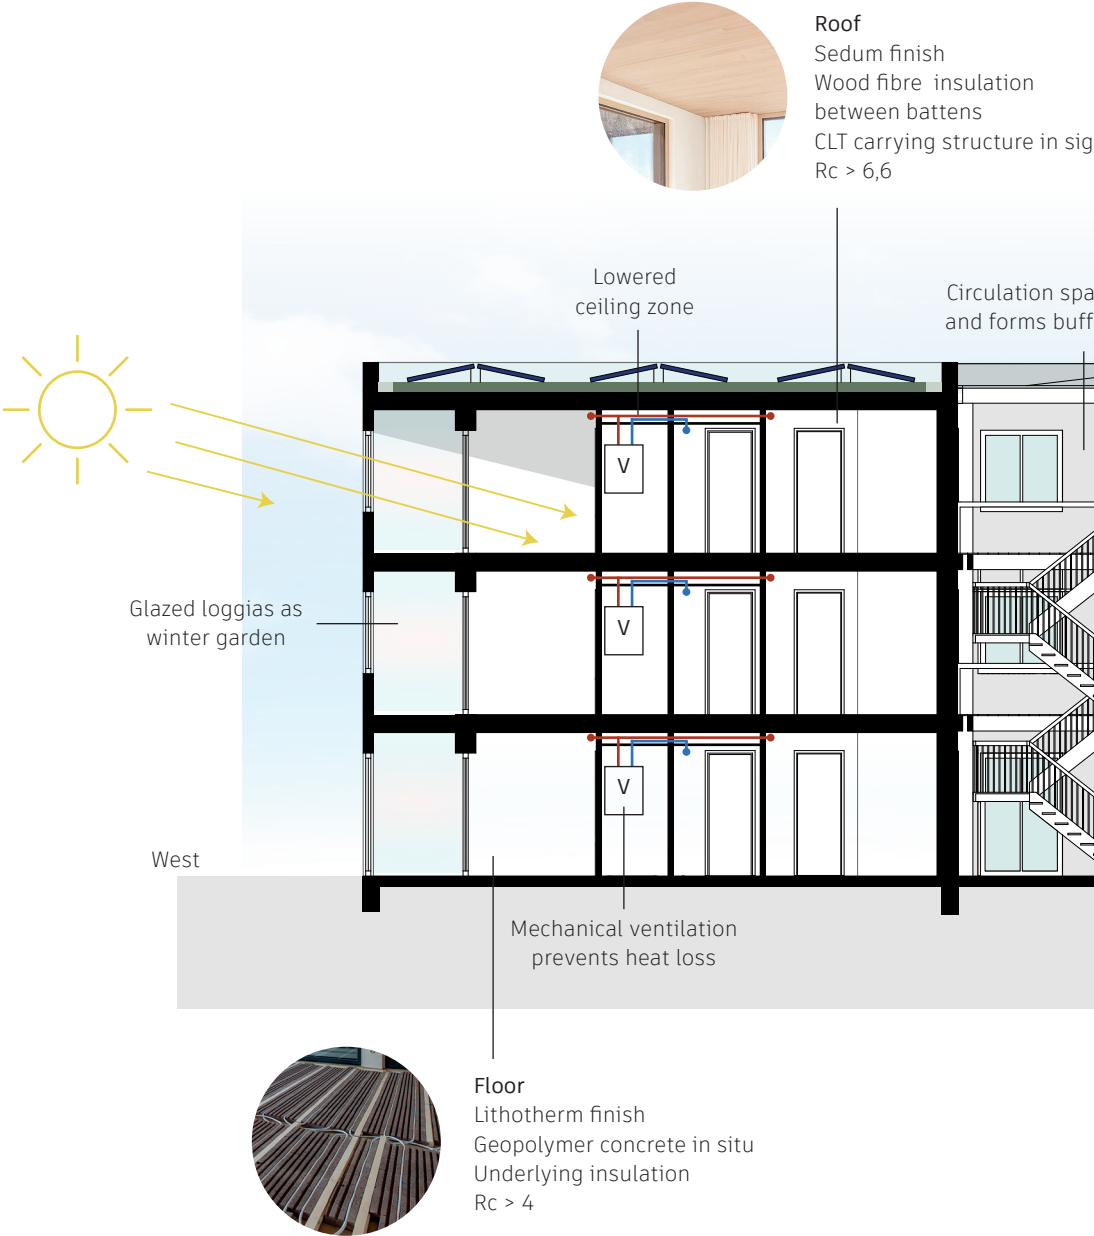 Roof
Sedum finish
Wood fibre insulation
between battens
CLT carrying structure in sig
Rc > 6,6
Lowered
ceiling zone
Circulation spa
and forms buff
V
Glazed loggias as
winter garden
V
V
West
Mechanical ventilation
prevents heat loss
Floor
Lithotherm finish
Geopolymer concrete in situ
Underlying insulation
Rc > 4